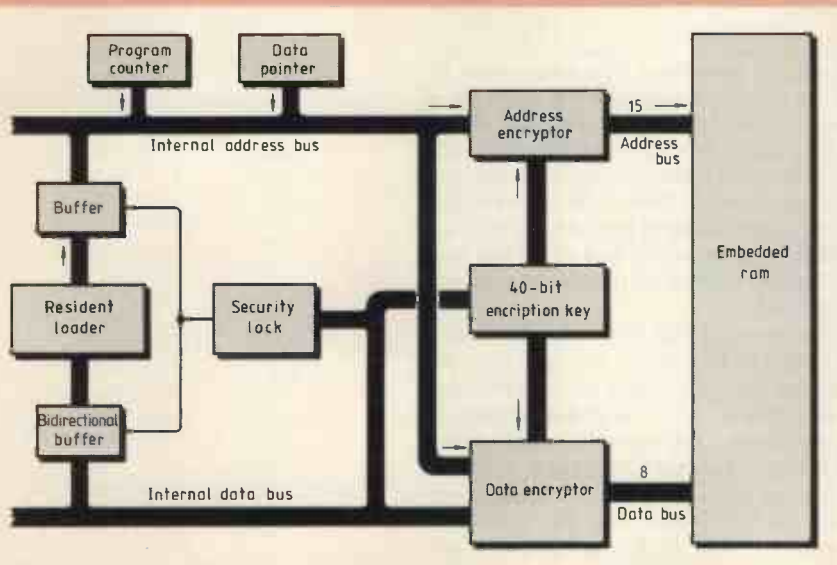 Program
counter
Data
pointer
Internal address bus
Address
encryptor
15
Address
bus
Buffer
Embedded
ram
Resident
loader
Security
lock
40-bit
encription key
Bidirectional
buffer
Internal data bus
Data encryptor
8
Data bus